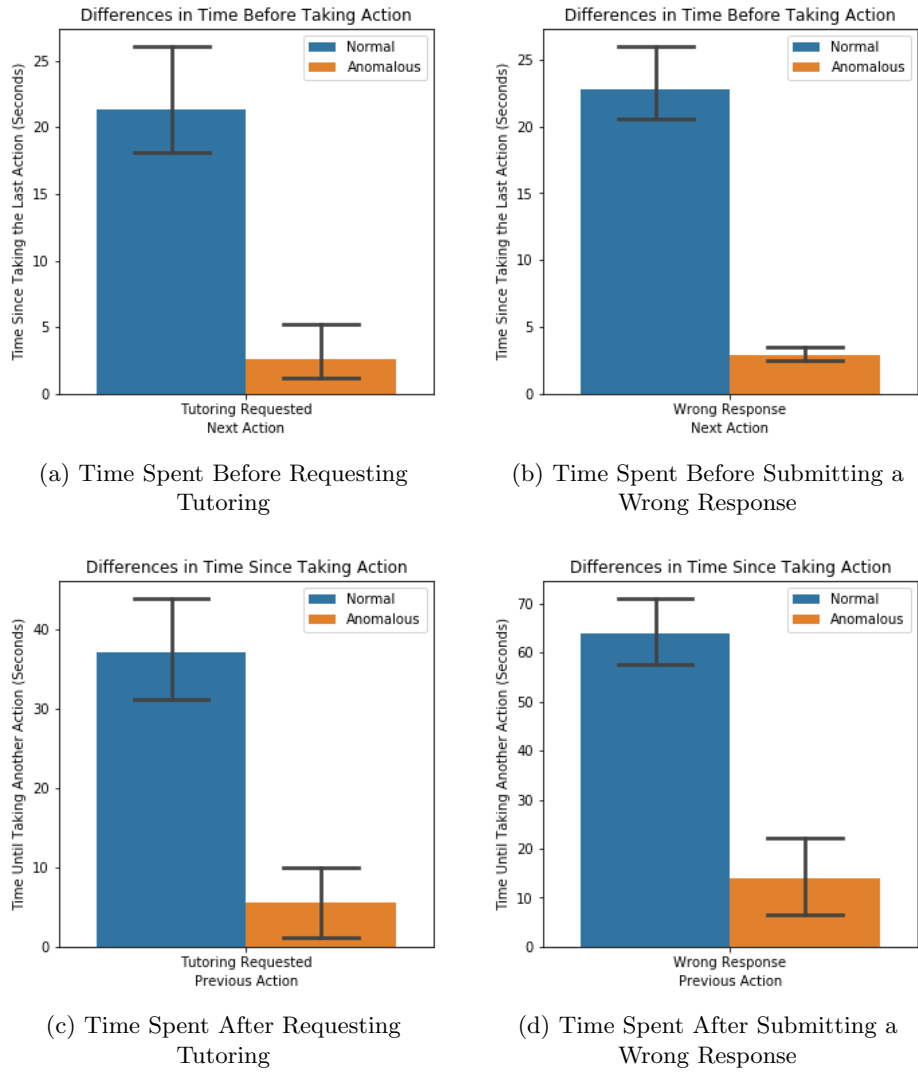 Differences in Time Before Taking Action
Time Since Taking the Last Action (Seconds)
25
20
15
10
5
0
Normal
Anomalous
Tutoring Requested
Next Action
(a) Time Spent Before Requesting
Tutoring
Differences in Time Before Taking Action
Time Since Taking the Last Action (Seconds)
25
20
15
10
5
0
Normal
Anomalous
Wrong Response
Next Action
(b) Time Spent Before Submitting a
Wrong Response
Differences in Time Since Taking Action
Time Until Taking Another Action (Seconds)
40
30
20
10
0
Normal
Anomalous
Tutoring Requested
Previous Action
(c) Time Spent After Requesting
Tutoring
Differences in Time Since Taking Action
Time Until Taking Another Action (Seconds)
70
60
50
40
30
20
10
0
Normal
Anomalous
Wrong Response
Previous Action
(d) Time Spent After Submitting a
Wrong Response